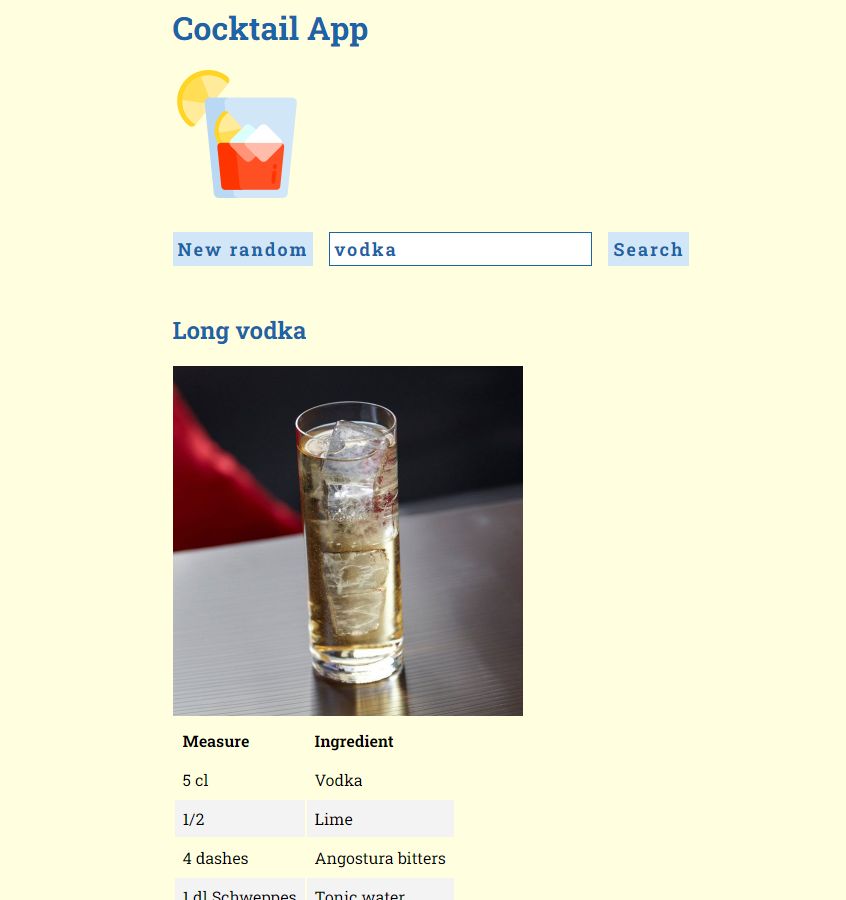 Cocktail App
New random vodka Search
Long vodka
Measure Ingredient
5 cl Vodka
1/2 Lime
4 dashes Angostura bitters
1 dl Schweppes Tonic water